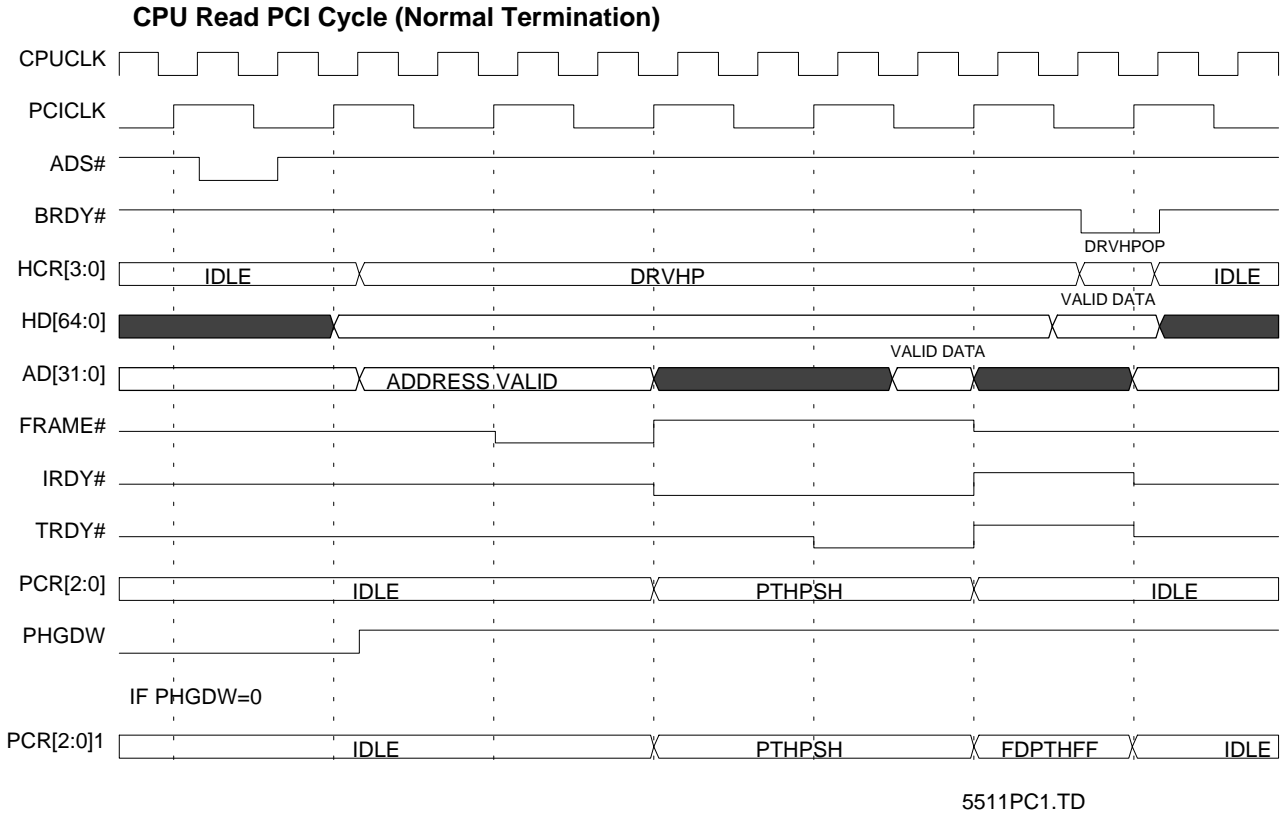 CPU Read PCI Cycle (Normal Termination)
CPUCLK
PCICLK
ADS#
BRDY#
DRVHPOP
HCR[3:0] IDLE DRVHP IDLE
VALID DATA
HD[64:0]
VALID DATA
AD[31:0] ADDRESS VALID
FRAME#
IRDY#
TRDY#
PCR[2:0] IDLE PTHPSH IDLE
PHGDW
IF PHGDW=0
PCR[2:0]1 IDLE PTHPSH FDPTHFF IDLE
5511PC1.TD